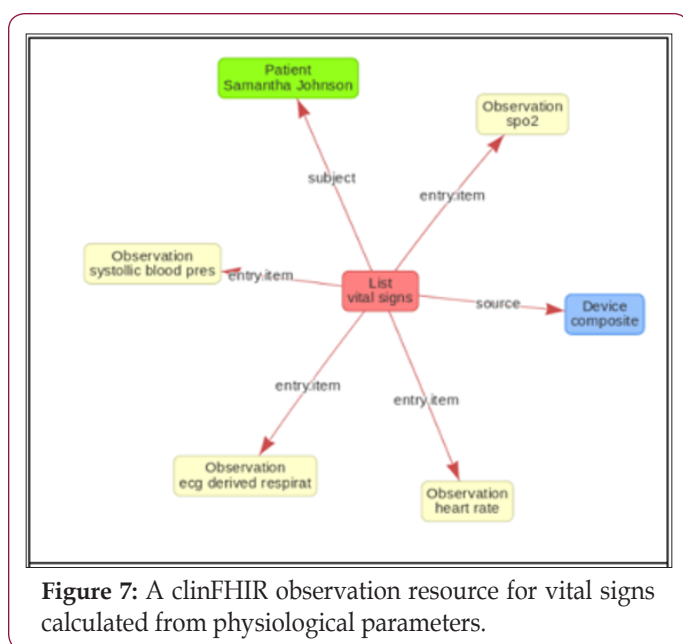 Patient
Samantha Johnson
Observation
spo2
subject
entry.item
Observation
systollic blood pres
entry.item
List
vital signs
source
Device
composite
entry.item
entry.item
Observation
ecg derived respirat
Observation
heart rate
Figure 7: A clinFHIR observation resource for vital signs
calculated from physiological parameters.